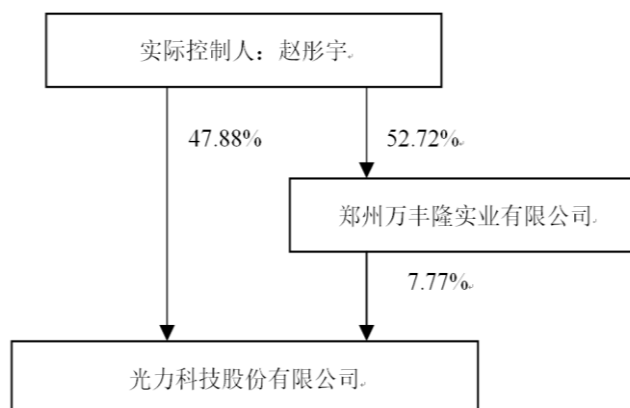 实际控制人：赵彤宇
47.88%
52.72%
郑州万丰隆实业有限公司
7.77%
光力科技股份有限公司